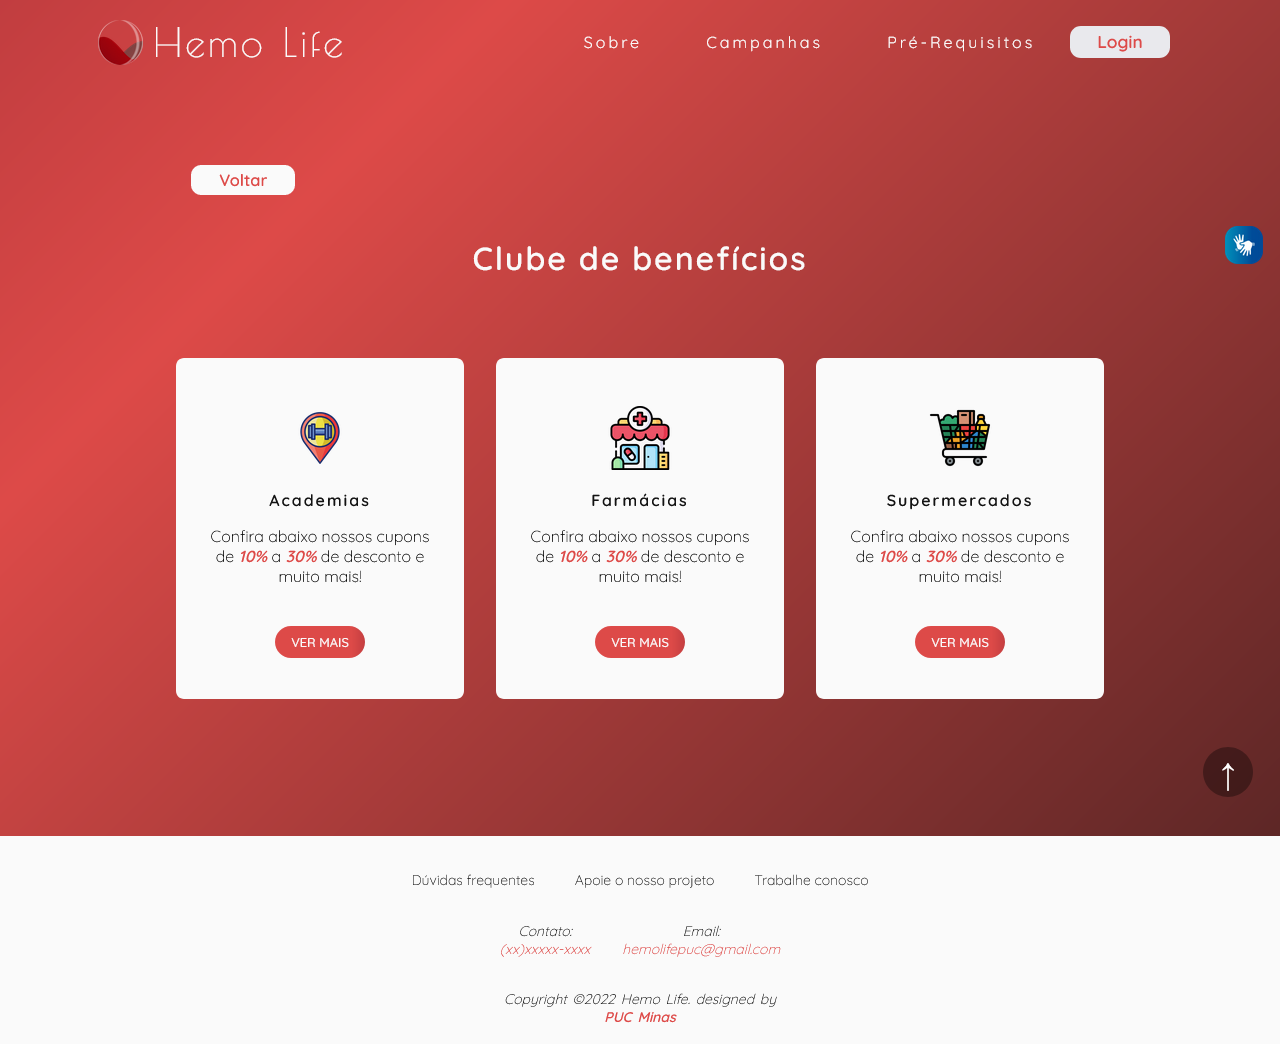 Hemo Life
Sobre
Campanhas
Pré-Requisitos
Login
Voltar
Clube de benefícios
Academias
Confira abaixo nossos cupons
de 10% a 30% de desconto e
muito mais!
VER MAIS
Farmácias
Confira abaixo nossos cupons
de 10% a 30% de desconto e
muito mais!
VER MAIS
Supermercados
Confira abaixo nossos cupons
de 10% a 30% de desconto e
muito mais!
VER MAIS
↑
Dúvidas frequentes
Apoie o nosso projeto
Trabalhe conosco
Contato:
(xx)xxxxx-xxxx
Email:
hemolifepuc@gmail.com
Copyright ©2022 Hemo Life. designed by
PUC Minas